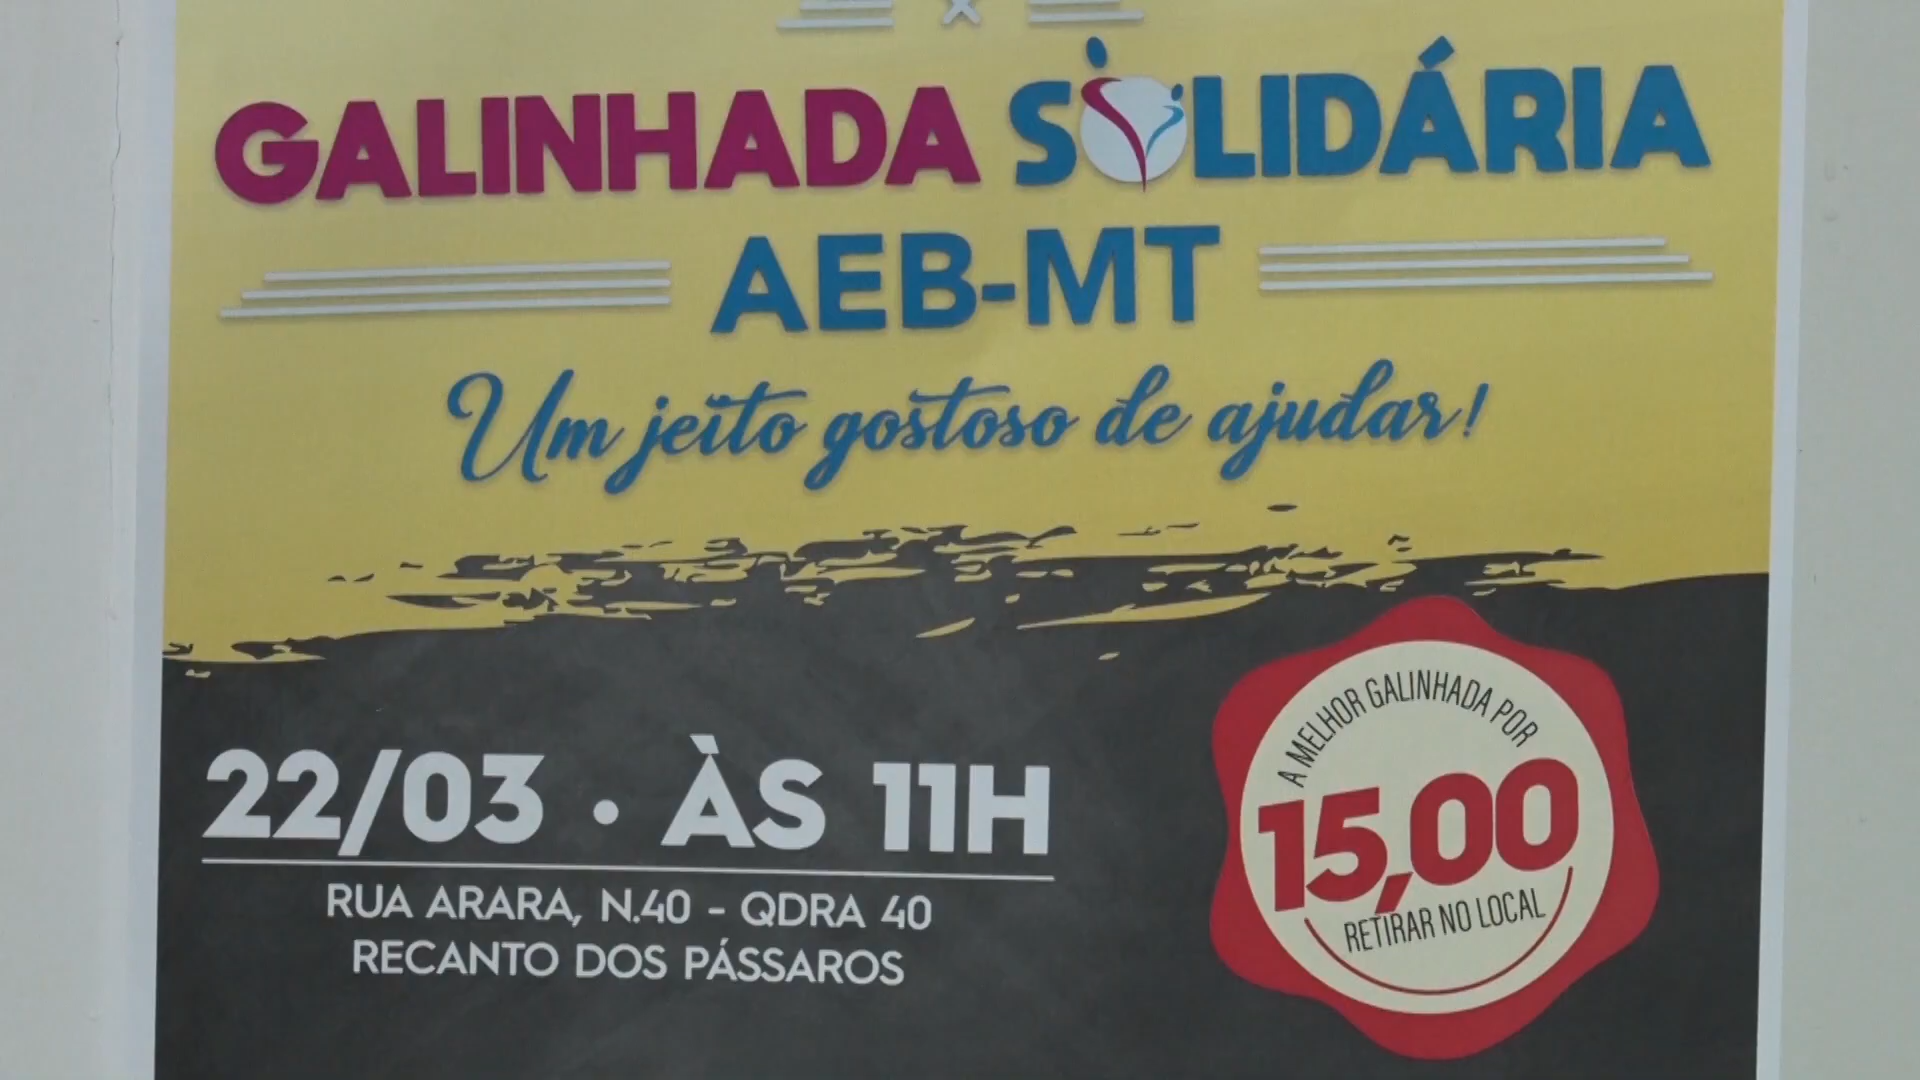 GALINHADA SOLIDÁRIA
AEB-MT
Um jeito gostoso de ajudar!
22/03 • ÀS 11H
RUA ARARA, N.40 - QDRA 40
RECANTO DOS PÁSSAROS
A MELHOR GALINHADA POR
15,00
RETIRAR NO LOCAL